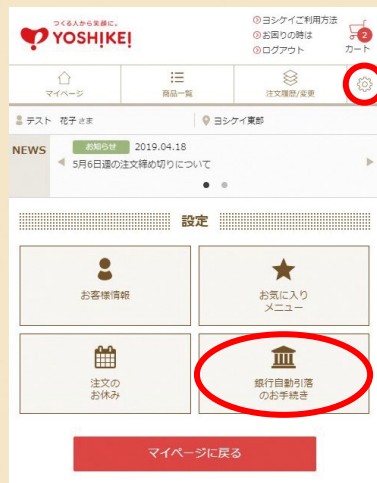 つくる人から笑顔に。
YOSHIKEI
ヨシケイご利用方法
お困りの時は
ログアウト
2
カート
マイページ
商品一覧
注文履歴/変更
テスト 花子さま
ヨシケイ東部
NEWS
お知らせ 2019.04.18
5月6日週の注文締め切りについて
設定
お客様情報
お気に入り
メニュー
注文の
お休み
銀行自動引落
のお手続き
マイページに戻る